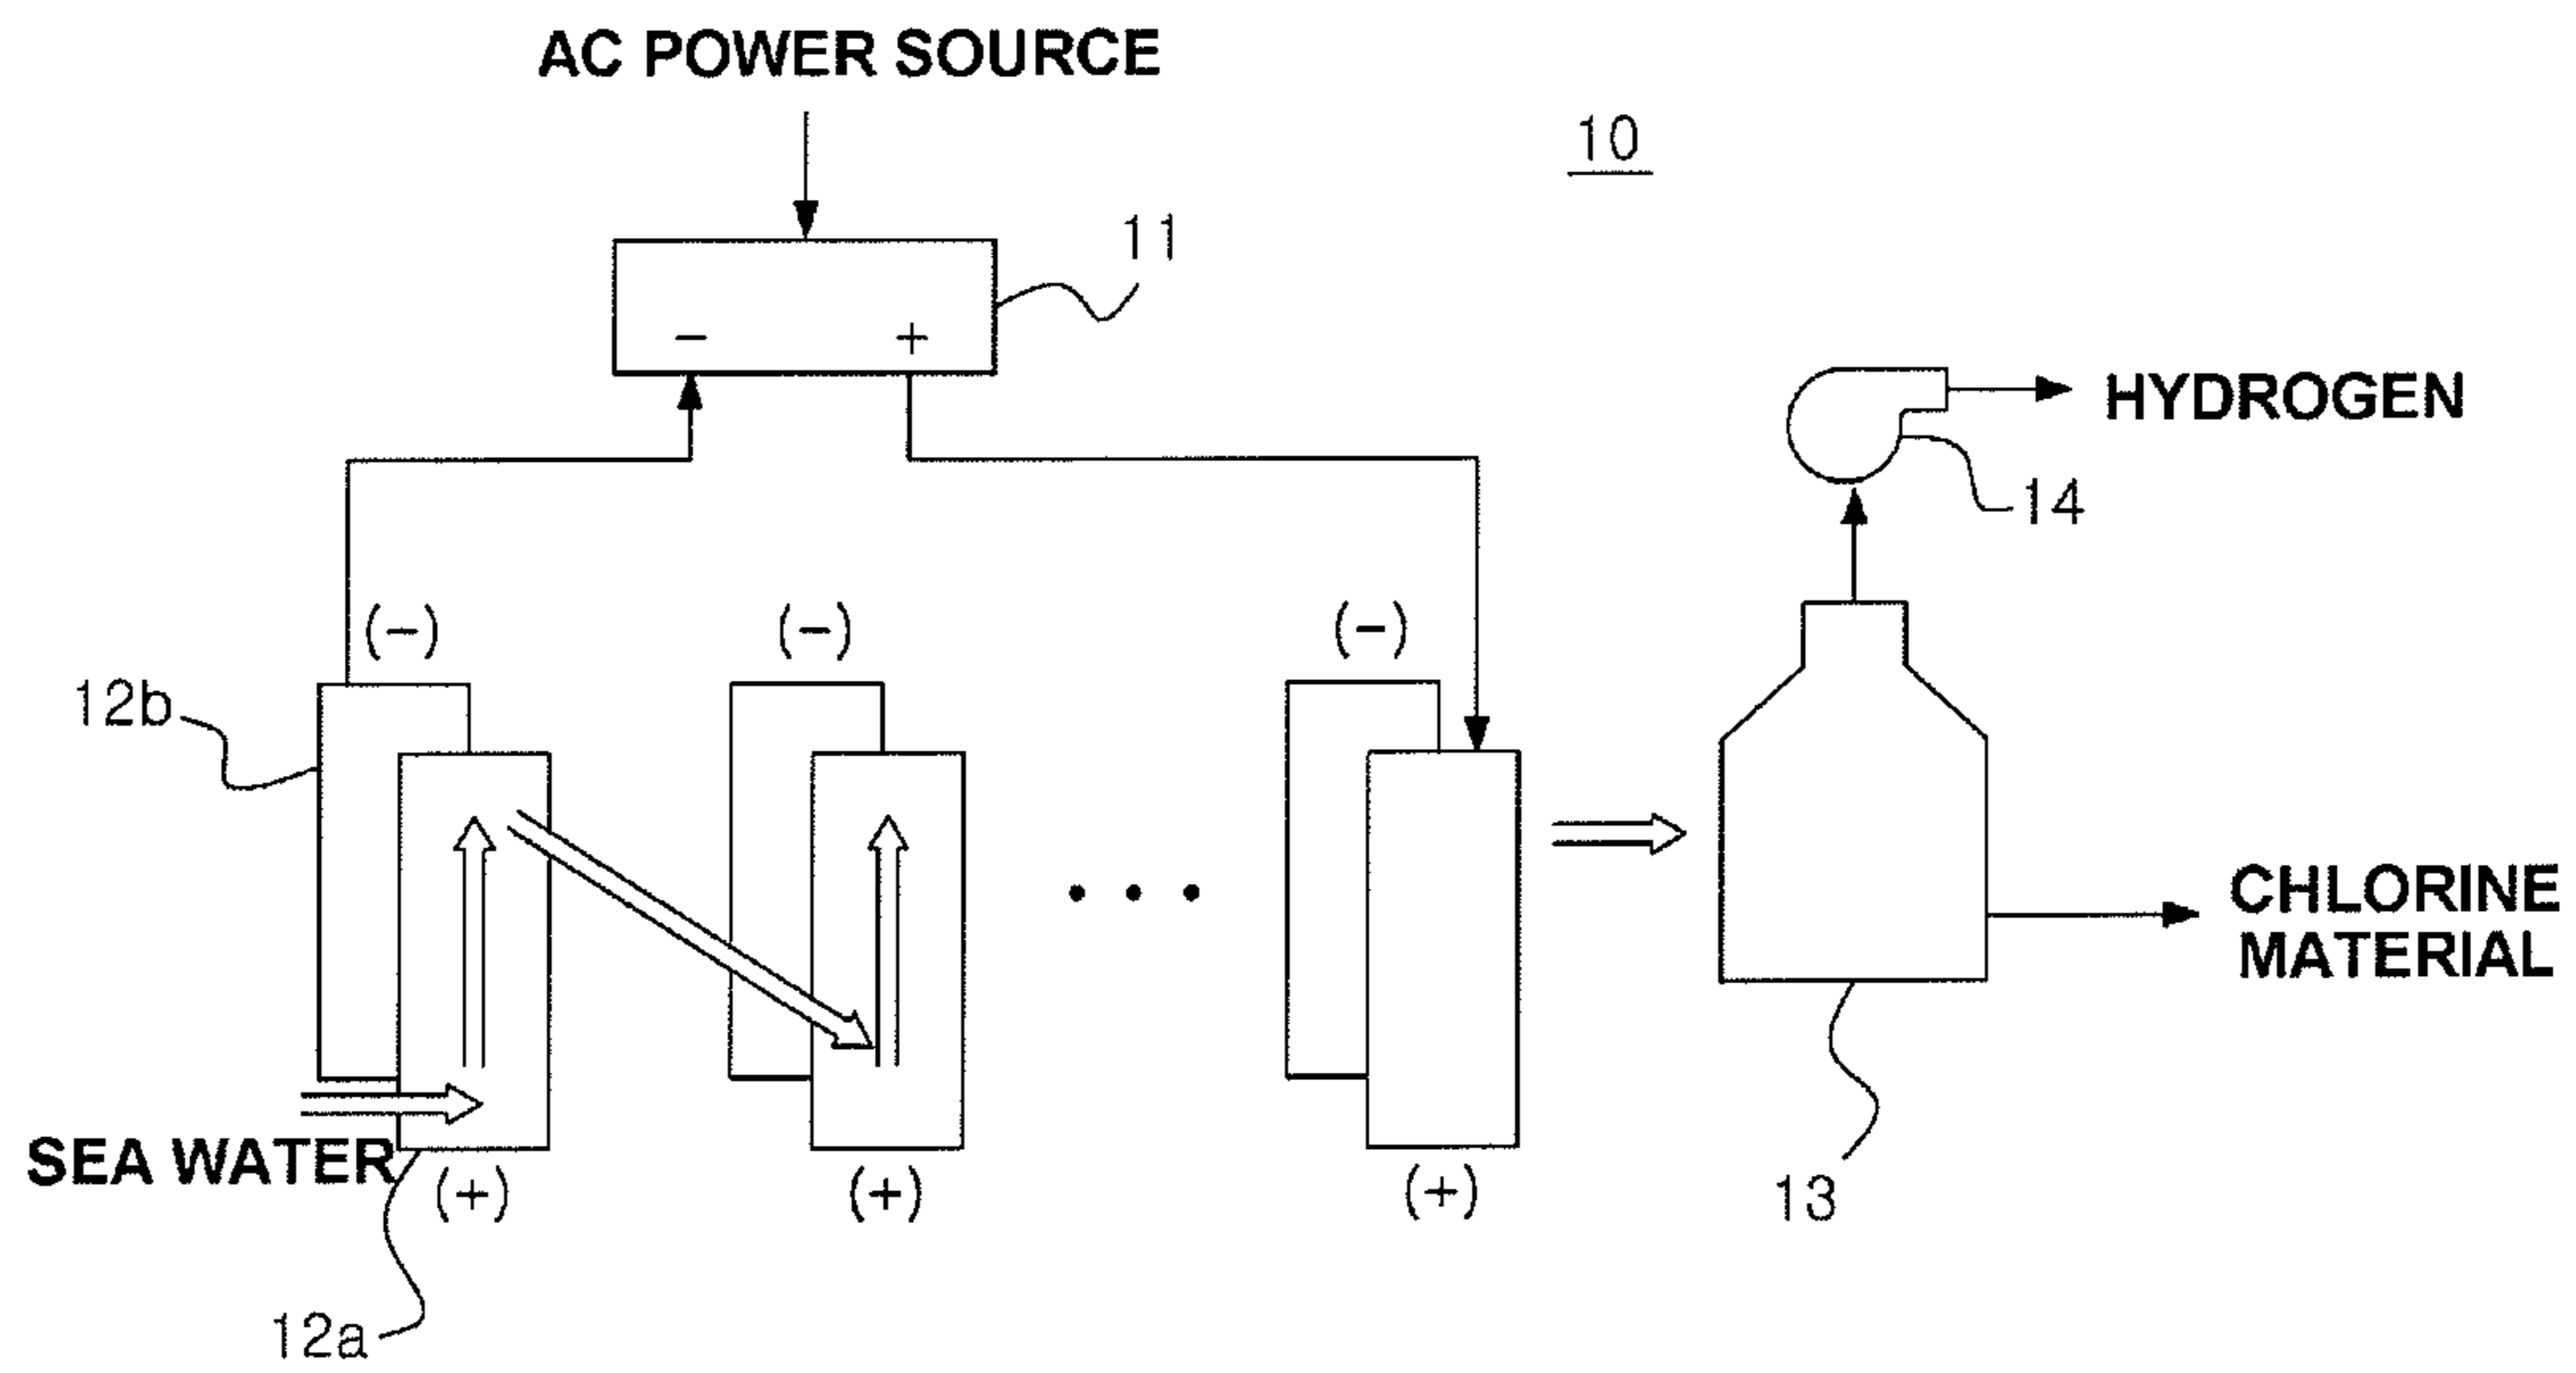 AC POWER SOURCE
10
11
− +
HYDROGEN
14
(−) (−) (−)
12b
CHLORINE
MATERIAL
SEA WATER
(+) (+) (+)
13
12a